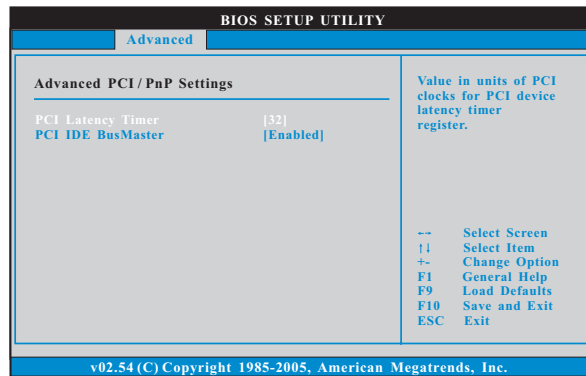 BIOS SETUP UTILITY
Advanced
Advanced PCI / PnP Settings
PCI Latency Timer [32]
PCI IDE BusMaster [Enabled]
Value in units of PCI
clocks for PCI device
latency timer
register.
←→ Select Screen
↑↓ Select Item
+- Change Option
F1 General Help
F9 Load Defaults
F10 Save and Exit
ESC Exit
v02.54 (C) Copyright 1985-2005, American Megatrends, Inc.